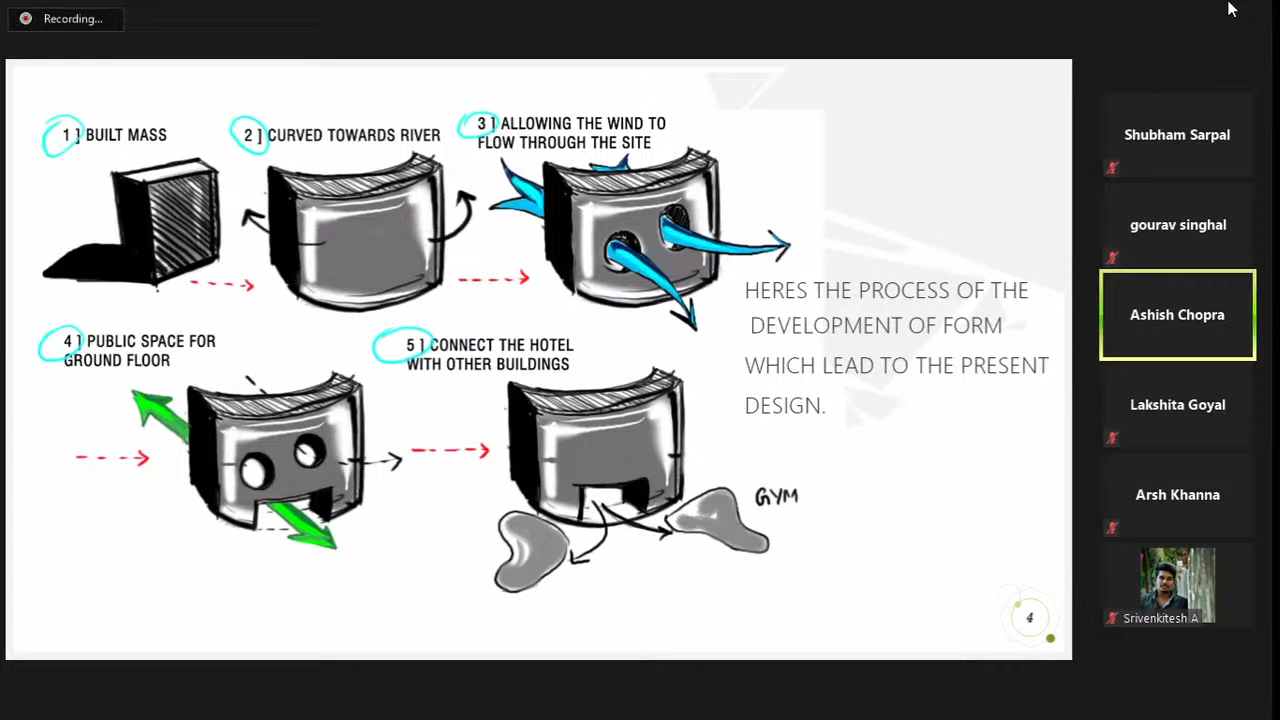 Recording...
1 ] BUILT MASS
2 ] CURVED TOWARDS RIVER
3 ] ALLOWING THE WIND TO
FLOW THROUGH THE SITE
4 ] PUBLIC SPACE FOR
GROUND FLOOR
5 ] CONNECT THE HOTEL
WITH OTHER BUILDINGS
GYM
HERES THE PROCESS OF THE
DEVELOPMENT OF FORM
WHICH LEAD TO THE PRESENT
DESIGN.
4
Shubham Sarpal
gourav singhal
Ashish Chopra
Lakshita Goyal
Arsh Khanna
Srivenkitesh A